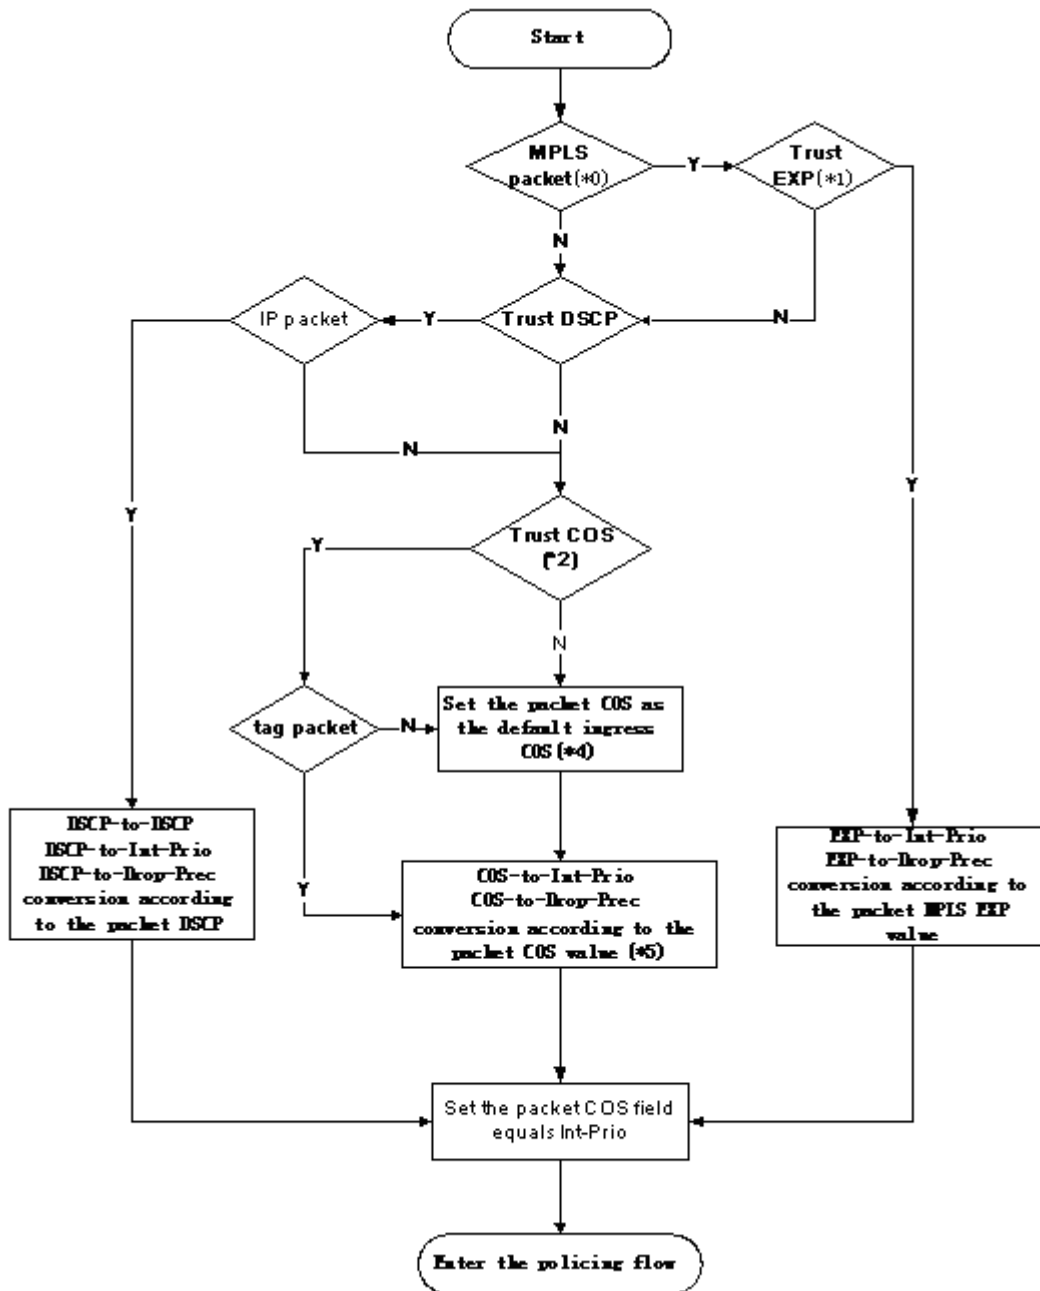 Start
MPLS
packet(*0)
Y
Trust
EXP(*1)
N
IP packet
Y
Trust DSCP
N
N
N
Y
Y
Trust COS
(*2)
Y
N
tag packet
N
Set the packet COS as
the default ingress
COS(*4)
DSCP-to-DSCP
DSCP-to-Int-Prio
DSCP-to-Drop-Prec
conversion according
to the packet DSCP
Y
COS-to-Int-Prio
COS-to-Drop-Prec
conversion according to the
packet COS value (*5)
EXP-to-Int-Prio
EXP-to-Drop-Prec
conversion according to
the packet MPLS EXP
value
Set the packet COS field
equals Int-Prio
Enter the policing flow